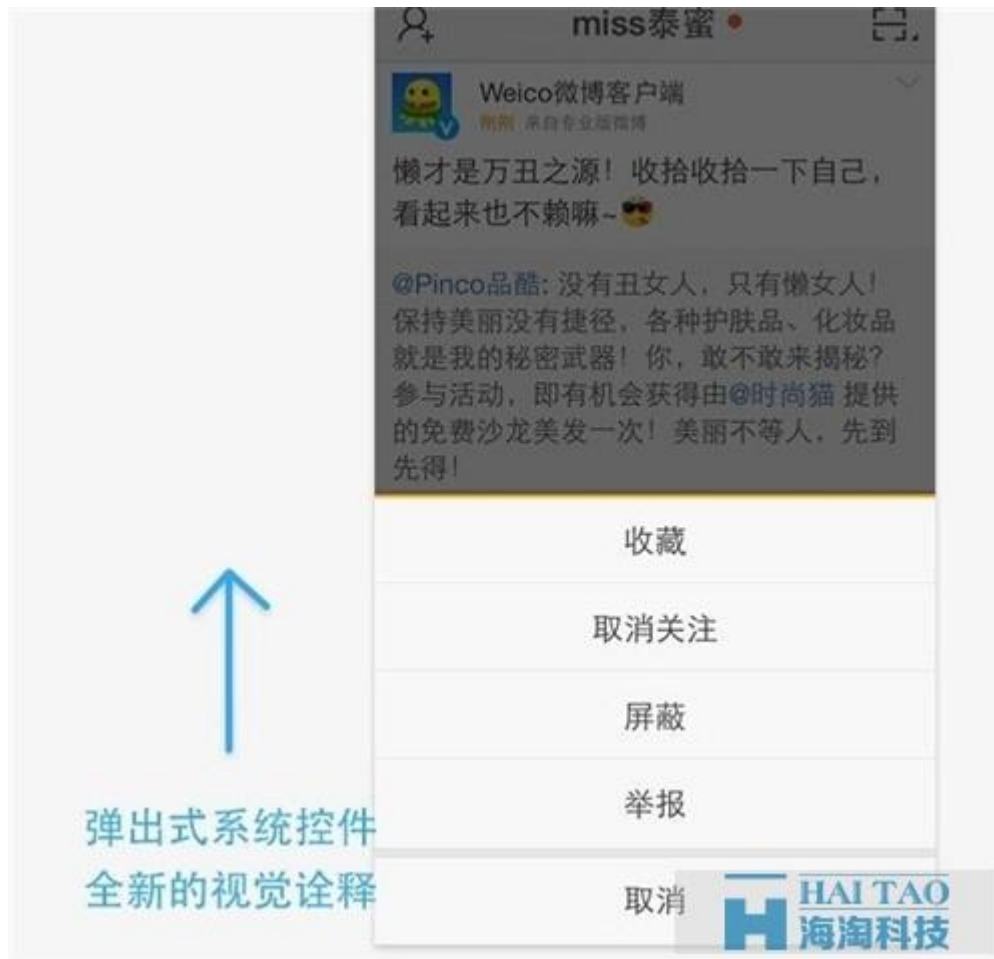 miss泰蜜
Weico微博客户端
刚刚 来自专业版微博
懒才是万丑之源！收拾收拾一下自己，
看起来也不赖嘛~
@Pinco品酷: 没有丑女人，只有懒女人！
保持美丽没有捷径，各种护肤品、化妆品
就是我的秘密武器！你，敢不敢来揭秘？
参与活动，即有机会获得由@时尚猫 提供
的免费沙龙美发一次！美丽不等人，先到
先得！
收藏
取消关注
屏蔽
举报
取消
弹出式系统控件
全新的视觉诠释
HAI TAO
海淘科技